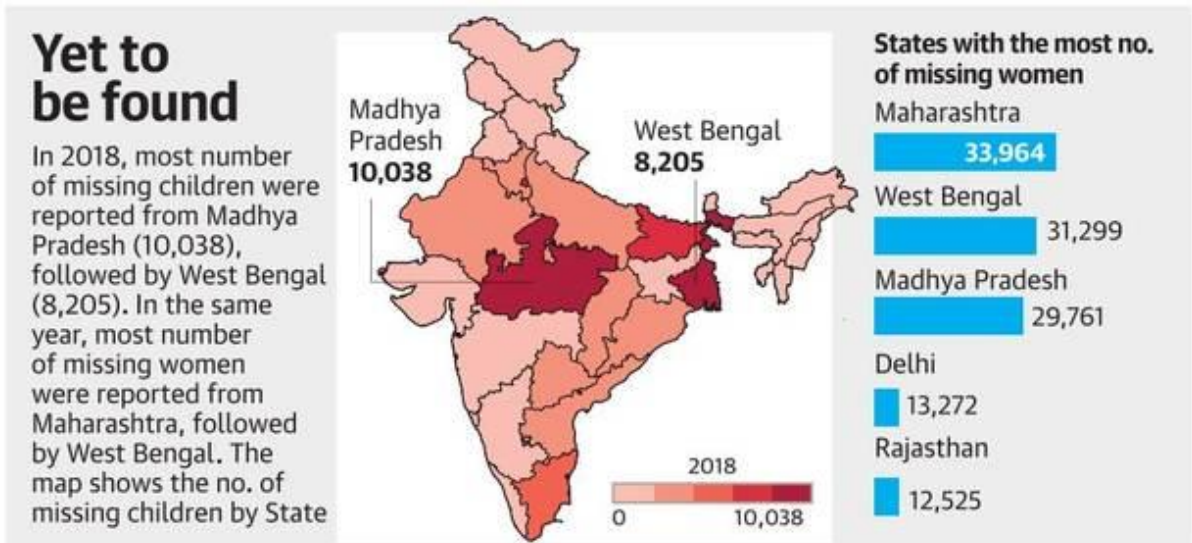 Yet to
be found
In 2018, most number
of missing children were
reported from Madhya
Pradesh (10,038),
followed by West Bengal
(8,205). In the same
year, most number
of missing women
were reported from
Maharashtra, followed
by West Bengal. The
map shows the no. of
missing children by State
Madhya
Pradesh
10,038
West Bengal
8,205
2018
0 10,038
States with the most no.
of missing women
Maharashtra
33,964
West Bengal
31,299
Madhya Pradesh
29,761
Delhi
13,272
Rajasthan
12,525